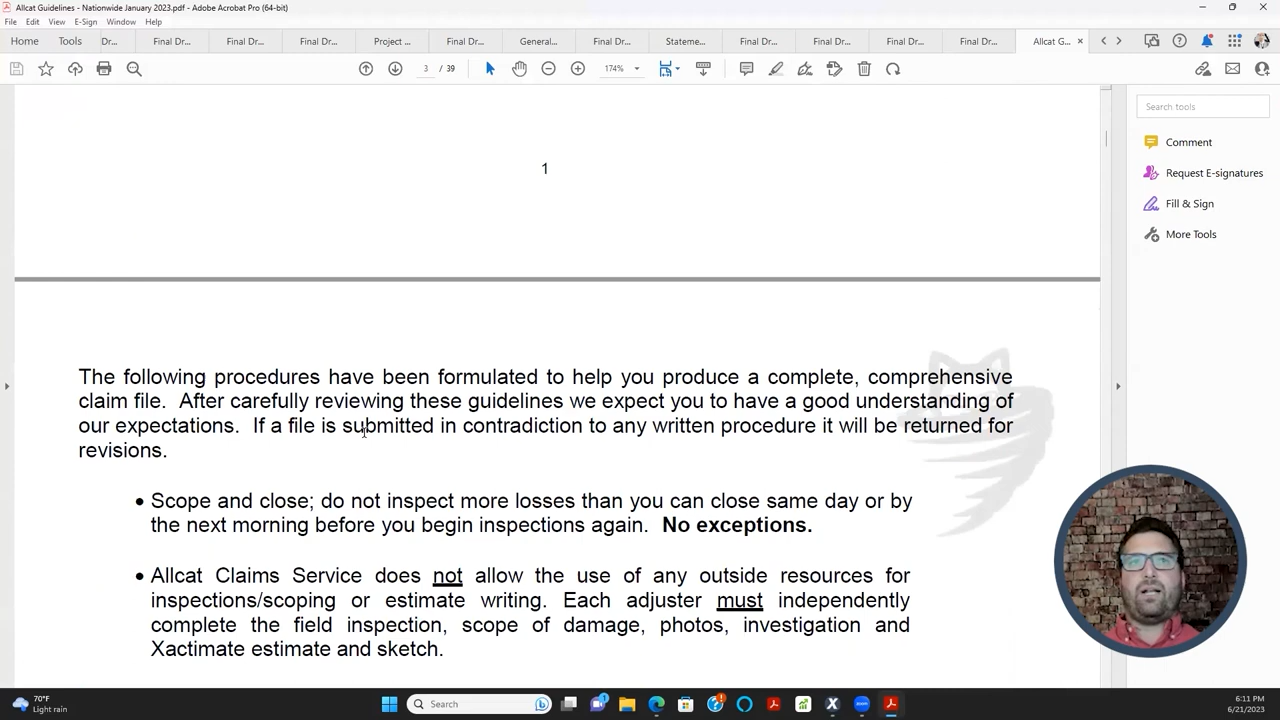 Allcat Guidelines - Nationwide January 2023.pdf - Adobe Acrobat Pro (64-bit)
File Edit View E-Sign Window Help
Home Tools Dr... Final Dr... Final Dr... Final Dr... Project ... Final Dr... General... Final Dr... Stateme... Final Dr... Final Dr... Final Dr... Final Dr... Allcat G...
3 / 39 174%
Search tools
Comment
Request E-signatures
Fill & Sign
More Tools
1
The following procedures have been formulated to help you produce a complete, comprehensive
claim file. After carefully reviewing these guidelines we expect you to have a good understanding of
our expectations. If a file is submitted in contradiction to any written procedure it will be returned for
revisions.
• Scope and close; do not inspect more losses than you can close same day or by
the next morning before you begin inspections again. No exceptions.
• Allcat Claims Service does not allow the use of any outside resources for
inspections/scoping or estimate writing. Each adjuster must independently
complete the field inspection, scope of damage, photos, investigation and
Xactimate estimate and sketch.
70°F
Light rain
Search
6:11 PM
6/21/2023